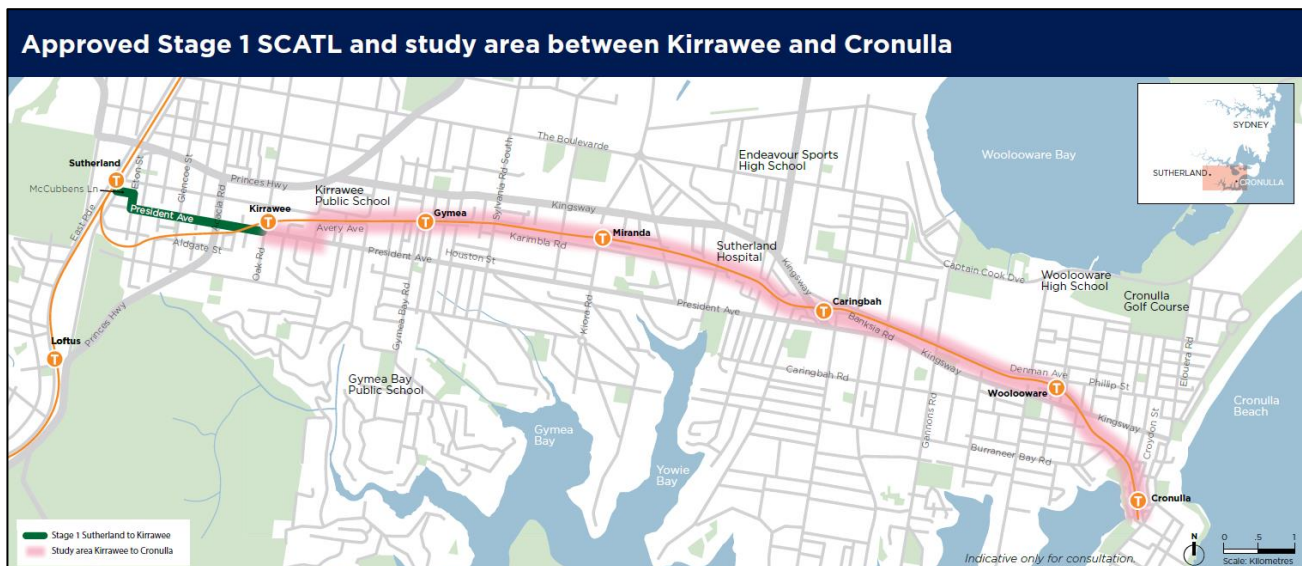 Approved Stage 1 SCATL and study area between Kirrawee and Cronulla
SYDNEY
SUTHERLAND
CRONULLA
Woolooware Bay
The Boulevarde
Sylvania Rd South
Endeavour Sports
High School
Sutherland
McCubbens Ln
Eton St
Glencoe St
Princes Hwy
Kirrawee
Public School
Kingsway
T
President Ave
Acacia Rd
Kirrawee
T
Gymea
T
Avery Ave
Karimbla Rd
Miranda
T
East Pde
Aldgate St
Oak Rd
President Ave
Houston St
Sutherland
Hospital
Kingsway
Captain Cook Dve
Woolooware
High School
Cronulla
Golf Course
Princes Hwy
Gymea Bay Rd
Kiora Rd
President Ave
Caringbah
T
Banksia Rd
Kingsway
Elouera Rd
Loftus
T
Gymea Bay
Public School
Caringbah Rd
Denman Ave
Phillip St
Woolooware
T
Cronulla
Beach
Gannons Rd
Kingsway
Croydon St
Gymea
Bay
Yowie
Bay
Burraneer Bay Rd
Cronulla
T
Stage 1 Sutherland to Kirrawee
Study area Kirrawee to Cronulla
Indicative only for consultation.
N
0 .5 1
Scale: Kilometres